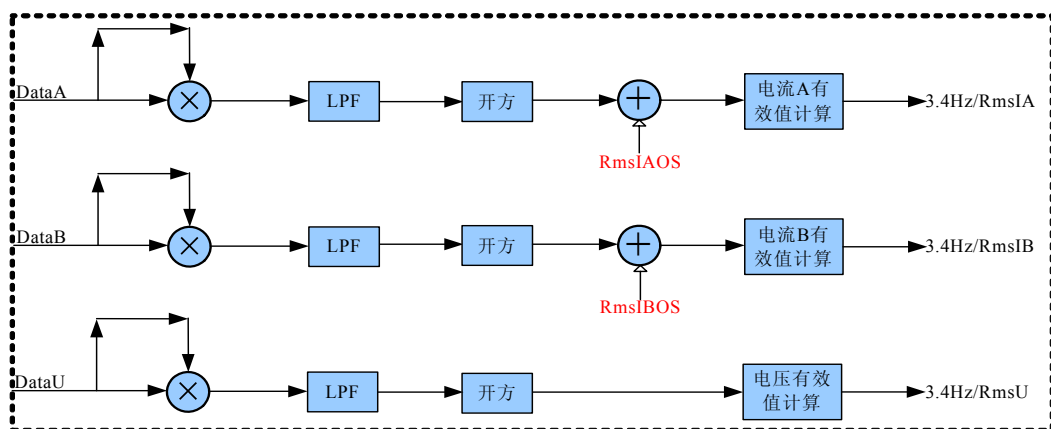 DataA
LPF
开方
电流A有
效值计算
3.4Hz/RmsIA
RmsIAOS
DataB
LPF
开方
电流B有
效值计算
3.4Hz/RmsIB
RmsIBOS
DataU
LPF
开方
电压有效
值计算
3.4Hz/RmsU